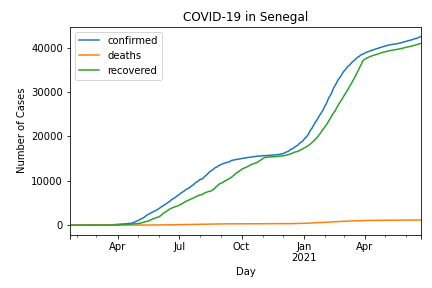 COVID-19 in Senegal
confirmed
deaths
recovered
Number of Cases
40000
30000
20000
10000
0
Apr
Jul
Oct
Jan
2021
Apr
Day